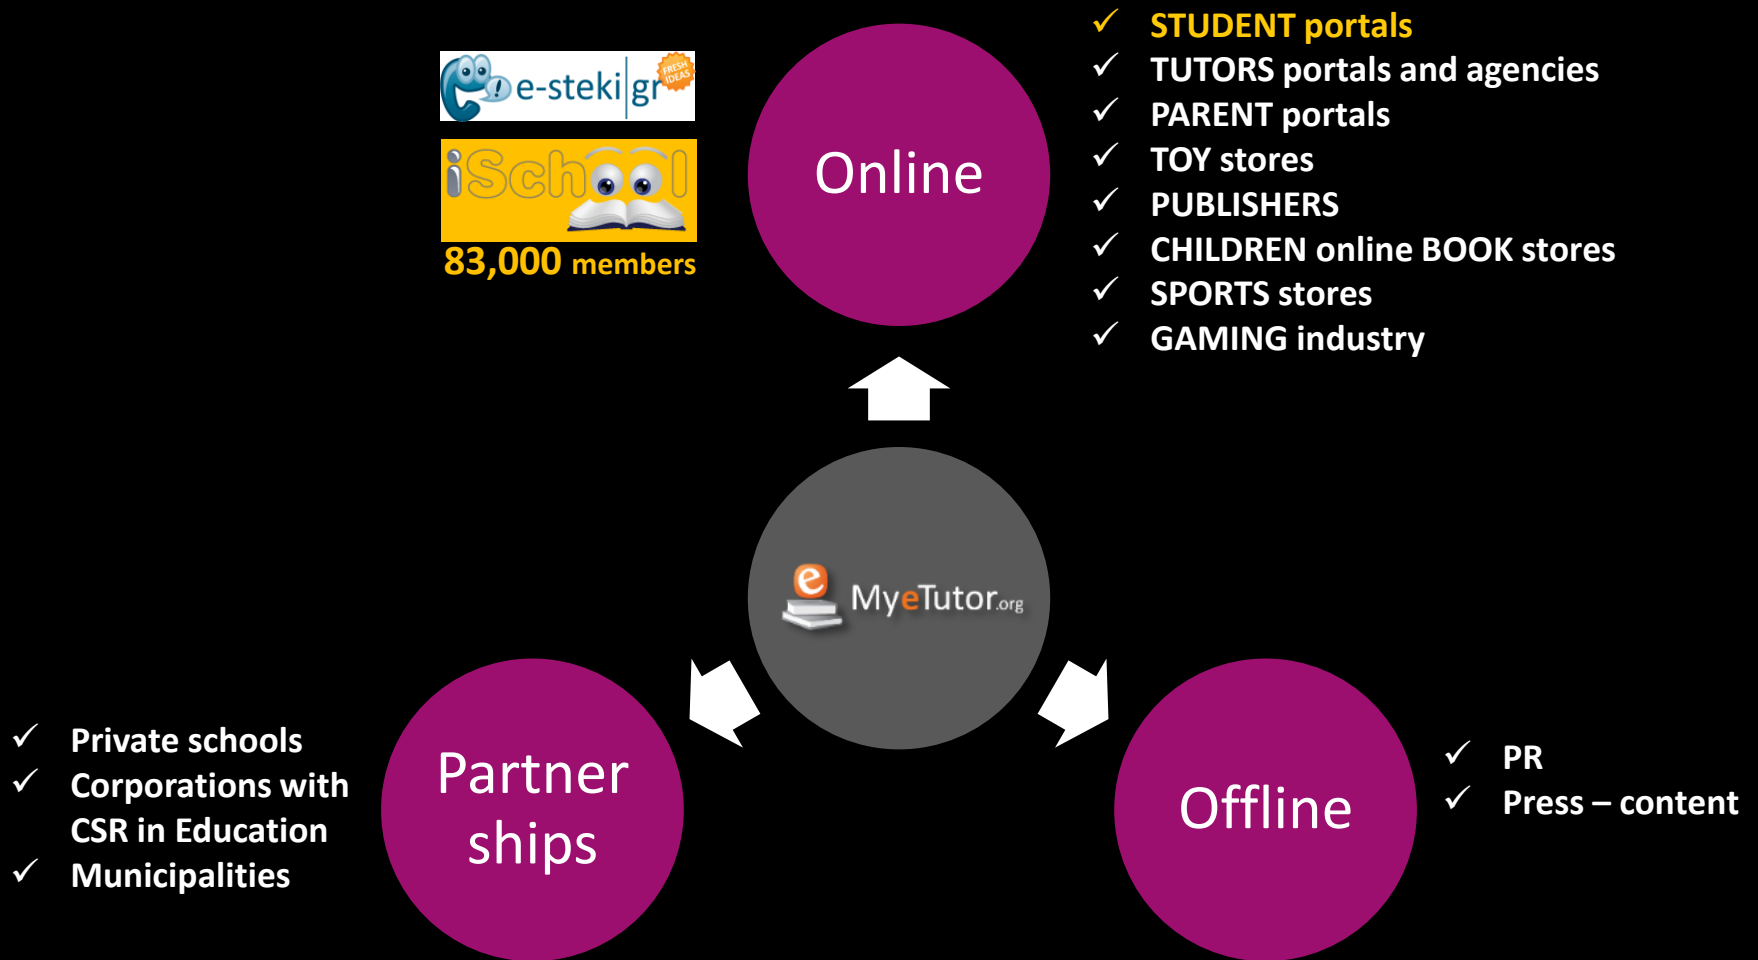 e-steki|gr
FRESH
IDEAS
iSchool
83,000 members
Online
✓ STUDENT portals
✓ TUTORS portals and agencies
✓ PARENT portals
✓ TOY stores
✓ PUBLISHERS
✓ CHILDREN online BOOK stores
✓ SPORTS stores
✓ GAMING industry
e
MyeTutor.org
✓ Private schools
✓ Corporations with
CSR in Education
✓ Municipalities
Partner
ships
Offline
✓ PR
✓ Press – content